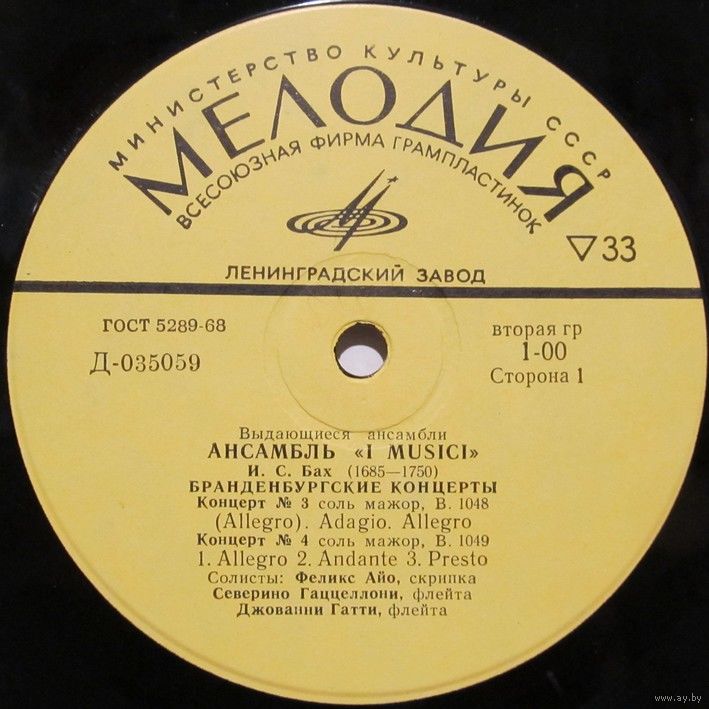 МИНИСТЕРСТВО КУЛЬТУРЫ СССР
МЕЛОДИЯ
ВСЕСОЮЗНАЯ ФИРМА ГРАМПЛАСТИНОК
▽33
ЛЕНИНГРАДСКИЙ ЗАВОД
ГОСТ 5289-68
вторая гр
Д-035059
1-00
Сторона 1
Выдающиеся ансамбли
АНСАМБЛЬ «I MUSICI»
И. С. Бах (1685—1750)
БРАНДЕНБУРГСКИЕ КОНЦЕРТЫ
Концерт № 3 соль мажор, В. 1048
(Allegro). Adagio. Allegro
Концерт № 4 соль мажор, В. 1049
1. Allegro 2. Andante 3. Presto
Солисты: Феликс Айо, скрипка
Северино Гаццеллони, флейта
Джованни Гатти, флейта
www.ay.by